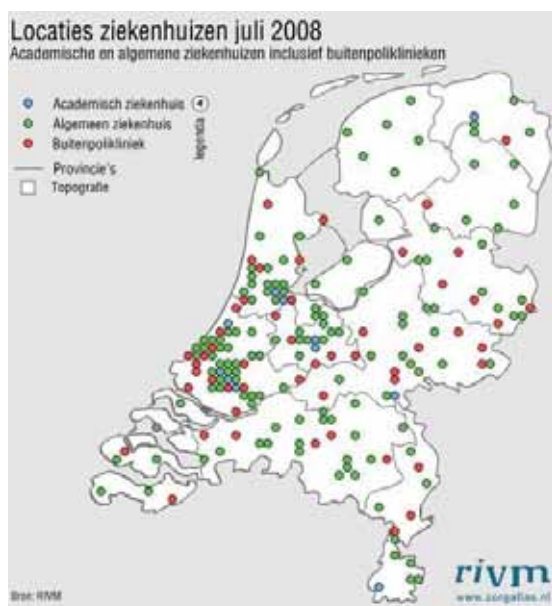 Locaties ziekenhuizen juli 2008
Academische en algemene ziekenhuizen inclusief buitenpoliklinieken
Academisch ziekenhuis
Algemeen ziekenhuis
Buitenpolikliniek
Provincie's
Topografie
legenda
Bron: RIVM
rivm
www.zorgatlas.nl